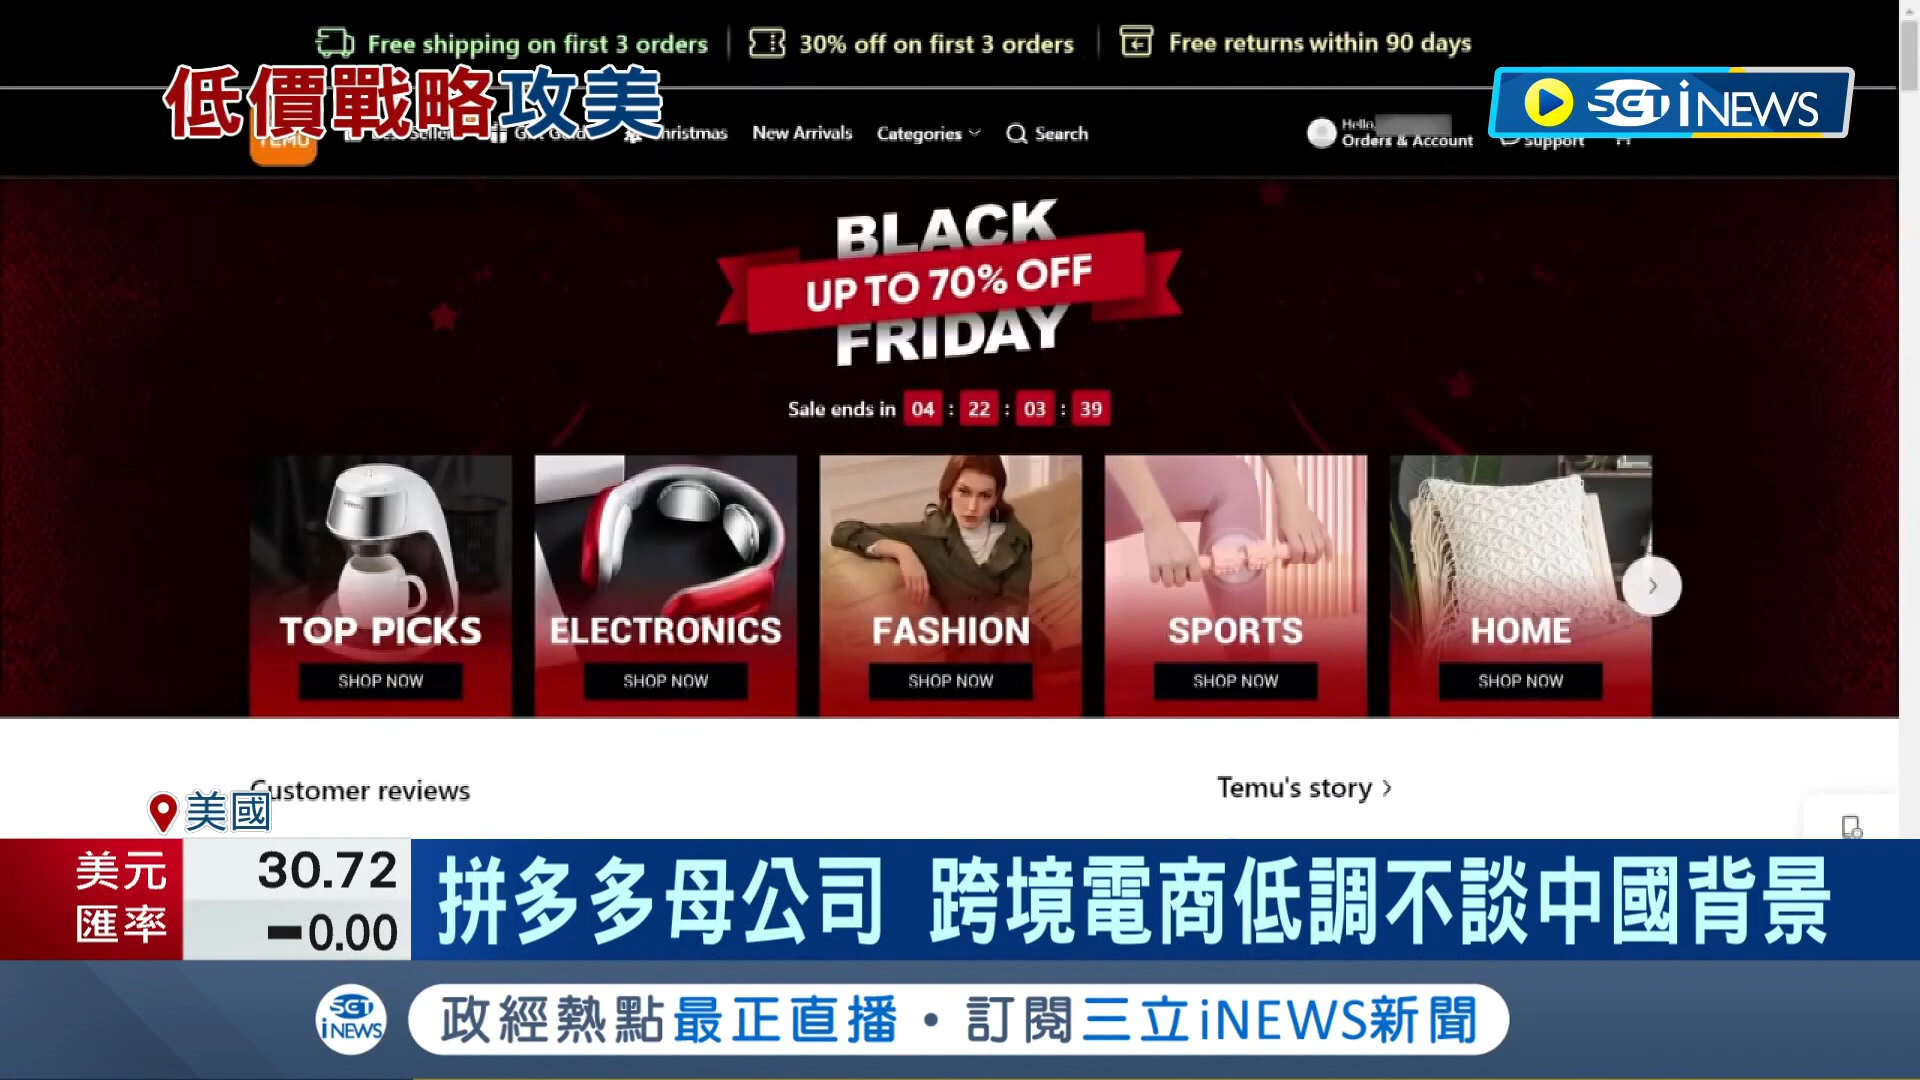 Free shipping on first 3 orders
30% off on first 3 orders
Free returns within 90 days
低價戰略攻美
SET iNEWS
TEMU
Christmas
New Arrivals
Categories
Search
Hello,
Orders & Account
Support
BLACK
UP TO 70% OFF
FRIDAY
Sale ends in 04 : 22 : 03 : 39
TOP PICKS
SHOP NOW
ELECTRONICS
SHOP NOW
FASHION
SHOP NOW
SPORTS
SHOP NOW
HOME
SHOP NOW
Customer reviews
Temu's story
美國
美元
匯率
30.72
0.00
拼多多母公司 跨境電商低調不談中國背景
SET
iNEWS
政經熱點最正直播・訂閱三立iNEWS新聞